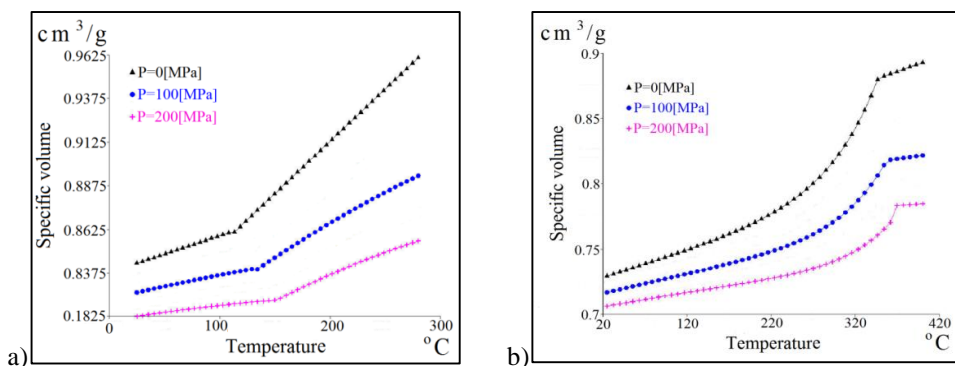 cm³/g
0.9625
0.9375
0.9125
0.8875
0.8625
0.8375
0.1825
P=0[MPa]
P=100[MPa]
P=200[MPa]
Specific volume
0
100
200
300
Temperature
°C
a)
cm³/g
0.9
0.85
0.8
0.75
0.7
P=0[MPa]
P=100[MPa]
P=200[MPa]
Specific volume
20
120
220
320
420
Temperature
°C
b)